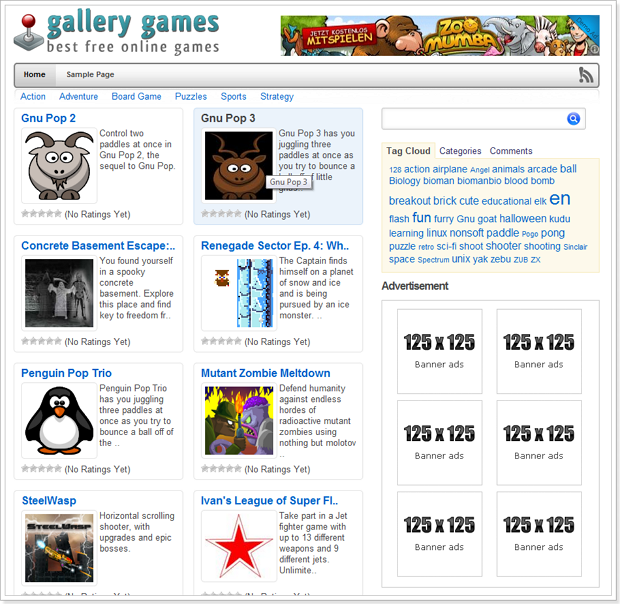 gallery games
best free online games
JETZT KOSTENLOS
MITSPIELEN
ZOO
MUMBA
Home
Sample Page
Action
Adventure
Board Game
Puzzles
Sports
Strategy
Gnu Pop 2
Control two
paddles at once in
Gnu Pop 2, the
sequel to Gnu Pop.
(No Ratings Yet)
Gnu Pop 3
Gnu Pop 3 has you
juggling three
paddles at once as
you try to bounce a
Gnu Pop 3
(No Ratings Yet)
Concrete Basement Escape:..
You found yourself
in a spooky
concrete
basement. Explore
this place and find
key to freedom fr..
(No Ratings Yet)
Renegade Sector Ep. 4: Wh..
The Captain finds
himself on a planet
of snow and ice
and is being
pursued by an ice
monster. ..
(No Ratings Yet)
Penguin Pop Trio
Penguin Pop Trio
has you juggling
three paddles at
once as you try to
bounce a ball off of
the ..
(No Ratings Yet)
Mutant Zombie Meltdown
Defend humanity
against endless
hordes of
radioactive mutant
zombies using
nothing but molotov
..
(No Ratings Yet)
SteelWasp
STEELWASP
Horizontal scrolling
shooter, with
upgrades and epic
bosses.
Ivan's League of Super Fl..
Take part in a Jet
fighter game with
up to 13 different
weapons and 9
different jets.
Unlimite..
Tag Cloud
Categories
Comments
128 action airplane Angel animals arcade ball
Biology bioman biomanbio blood bomb
breakout brick cute educational elk en
flash fun furry Gnu goat halloween kudu
learning linux nonsoft paddle Pogo pong
puzzle retro sci-fi shoot shooter shooting Sinclair
space Spectrum unix yak zebu ZUB ZX
Advertisement
125 x 125
Banner ads
125 x 125
Banner ads
125 x 125
Banner ads
125 x 125
Banner ads
125 x 125
Banner ads
125 x 125
Banner ads